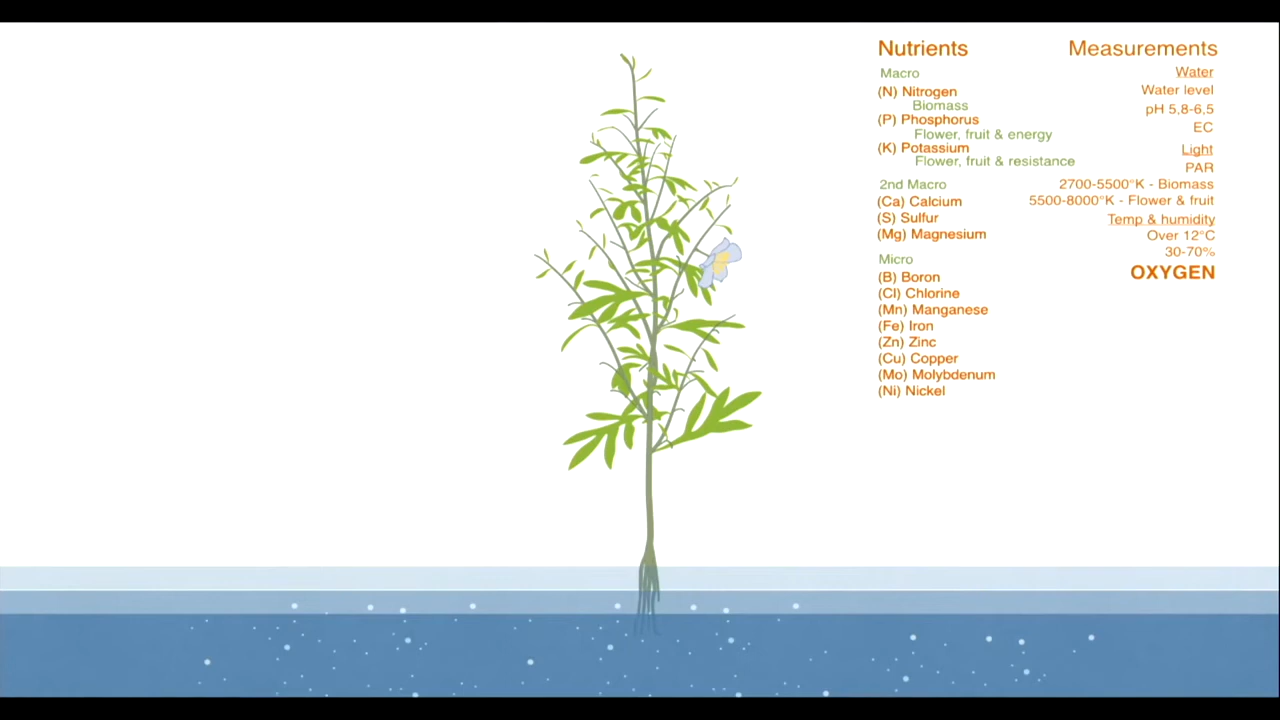 Nutrients
Macro
(N) Nitrogen
Biomass
(P) Phosphorus
Flower, fruit & energy
(K) Potassium
Flower, fruit & resistance
2nd Macro
(Ca) Calcium
(S) Sulfur
(Mg) Magnesium
Micro
(B) Boron
(Cl) Chlorine
(Mn) Manganese
(Fe) Iron
(Zn) Zinc
(Cu) Copper
(Mo) Molybdenum
(Ni) Nickel
Measurements
Water
Water level
pH 5,8-6,5
EC
Light
PAR
2700-5500°K - Biomass
5500-8000°K - Flower & fruit
Temp & humidity
Over 12°C
30-70%
OXYGEN